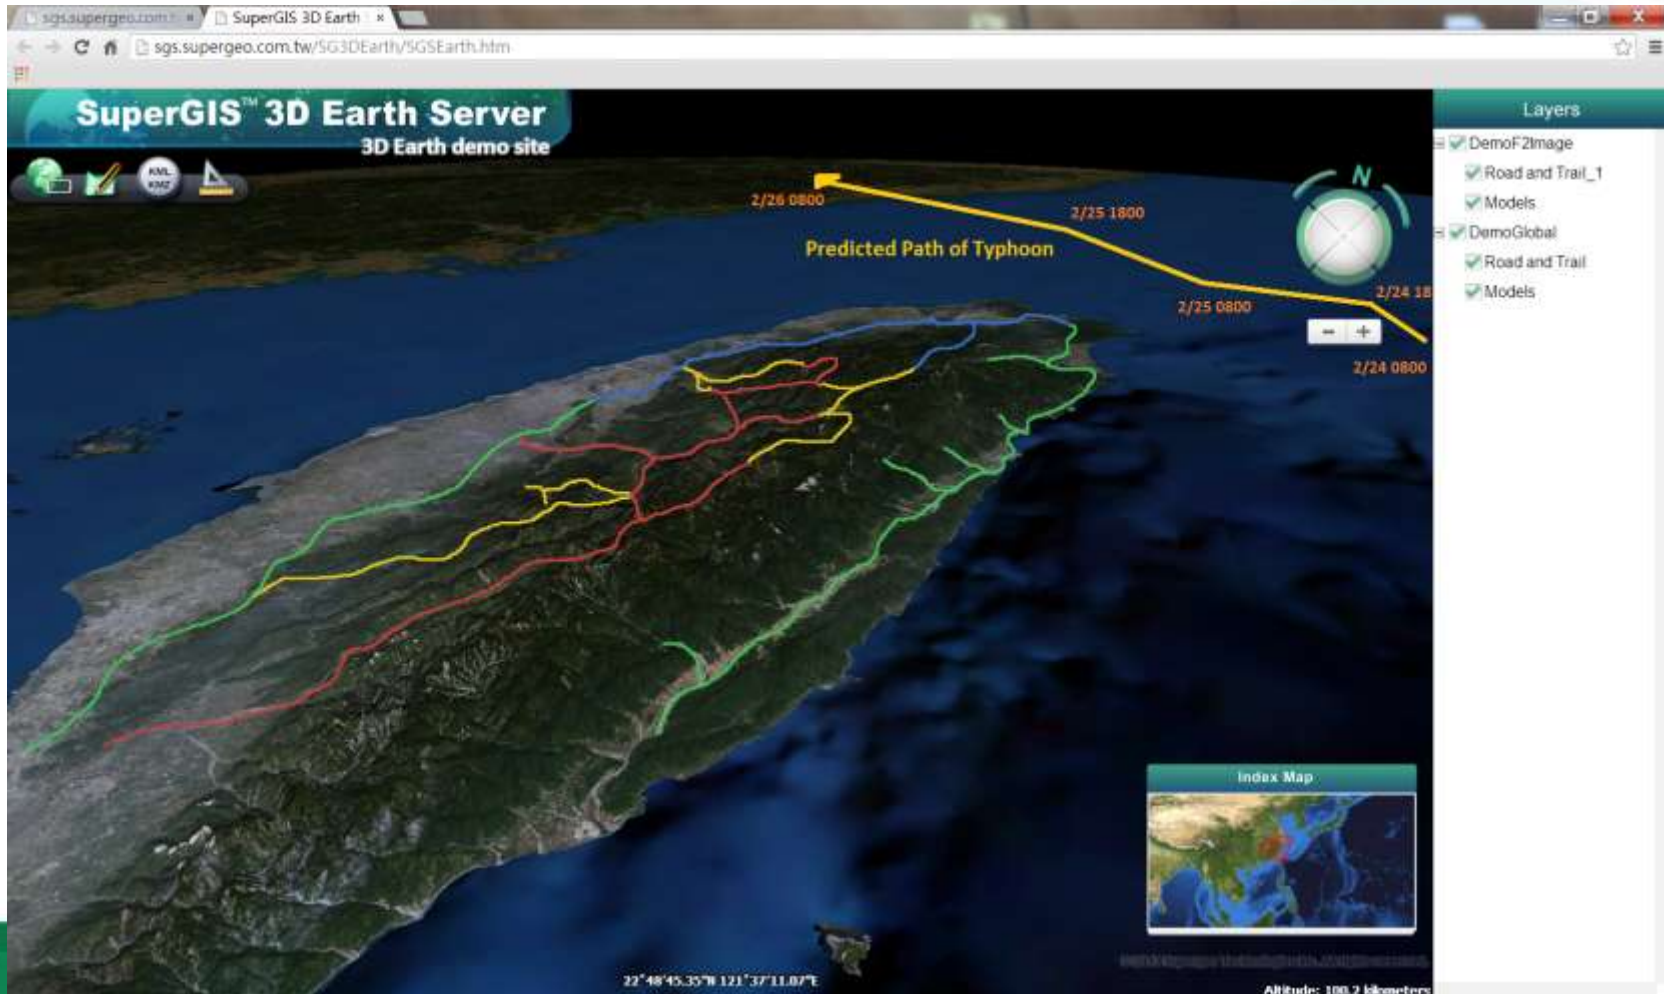 sgs.supergeo.com.t
SuperGIS 3D Earth
sgs.supergeo.com.tw/SG3DEarth/SGSEarth.htm
SuperGIS™ 3D Earth Server
3D Earth demo site
KML
KMZ
N
Layers
DemoF2Image
Road and Trail_1
Models
DemoGlobal
Road and Trail
Models
2/26 0800
2/25 1800
Predicted Path of Typhoon
2/25 0800
2/24 18
2/24 0800
Index Map
22°48'45.35"N 121°37'11.07"E
Altitude: 100.2 kilometers